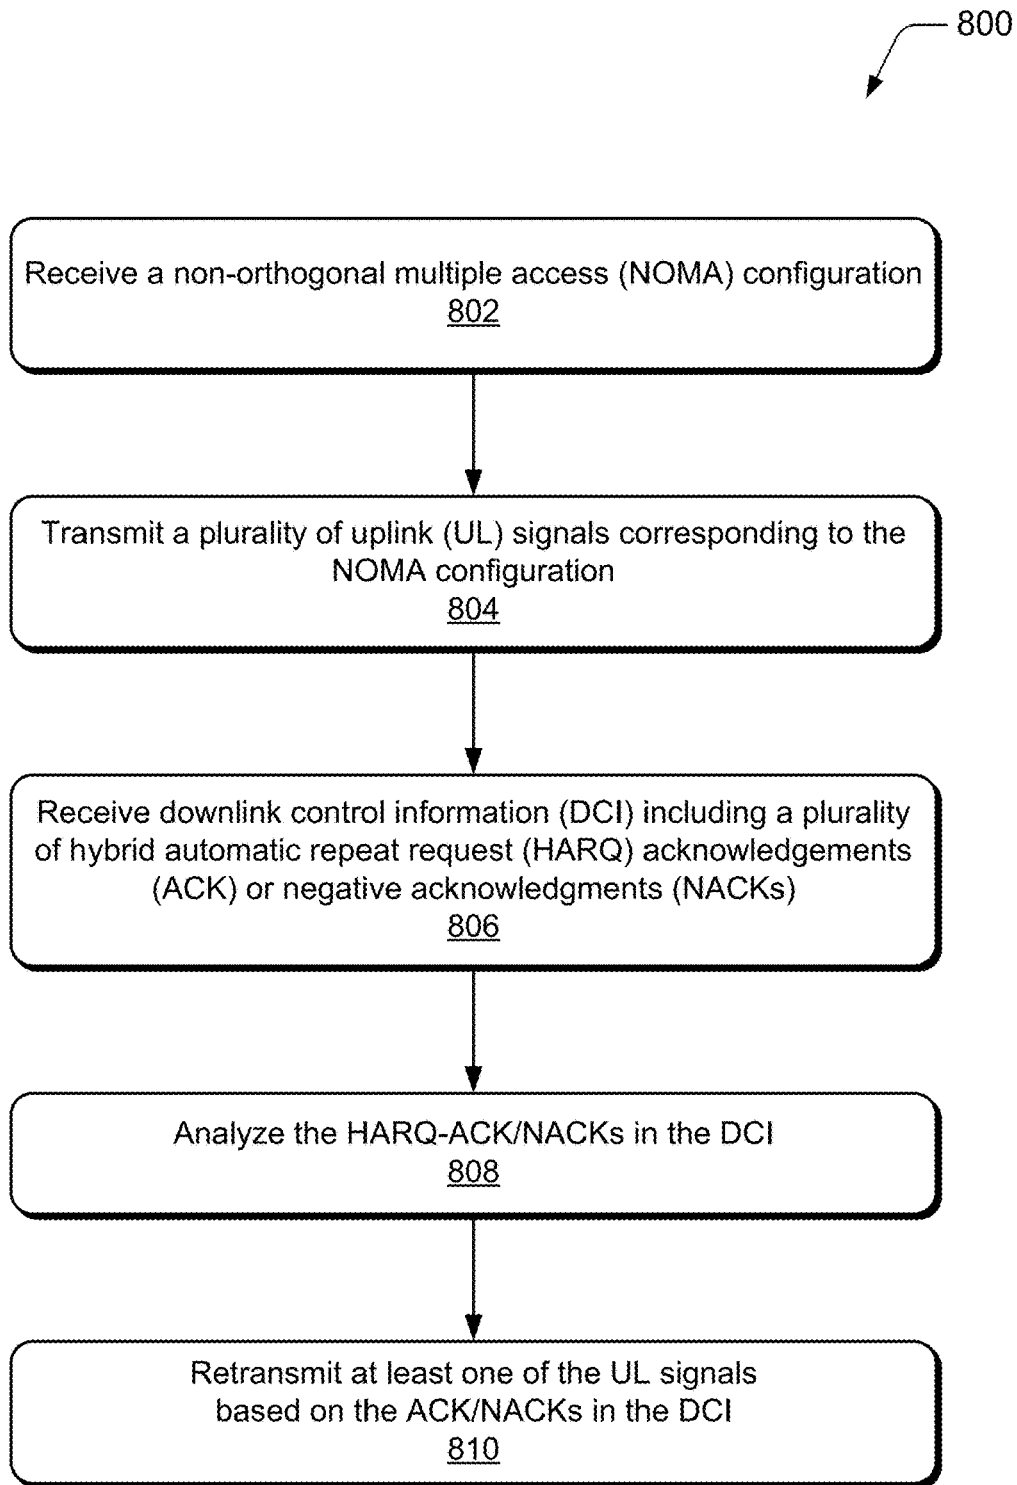 800
Receive a non-orthogonal multiple access (NOMA) configuration
802
Transmit a plurality of uplink (UL) signals corresponding to the
NOMA configuration
804
Receive downlink control information (DCI) including a plurality
of hybrid automatic repeat request (HARQ) acknowledgements
(ACK) or negative acknowledgments (NACKs)
806
Analyze the HARQ-ACK/NACKs in the DCI
808
Retransmit at least one of the UL signals
based on the ACK/NACKs in the DCI
810